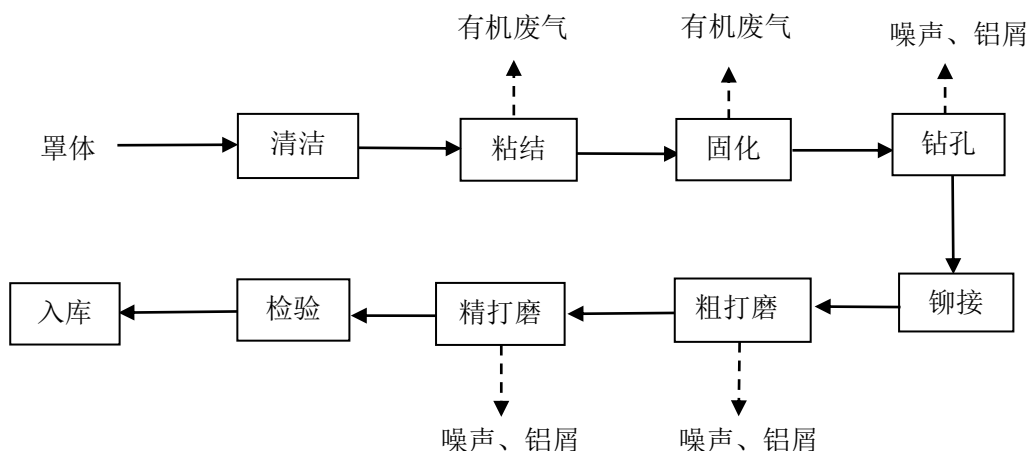 有机废气
有机废气
噪声、铝屑
罩体
清洁
粘结
固化
钻孔
入库
检验
精打磨
粗打磨
铆接
噪声、铝屑
噪声、铝屑